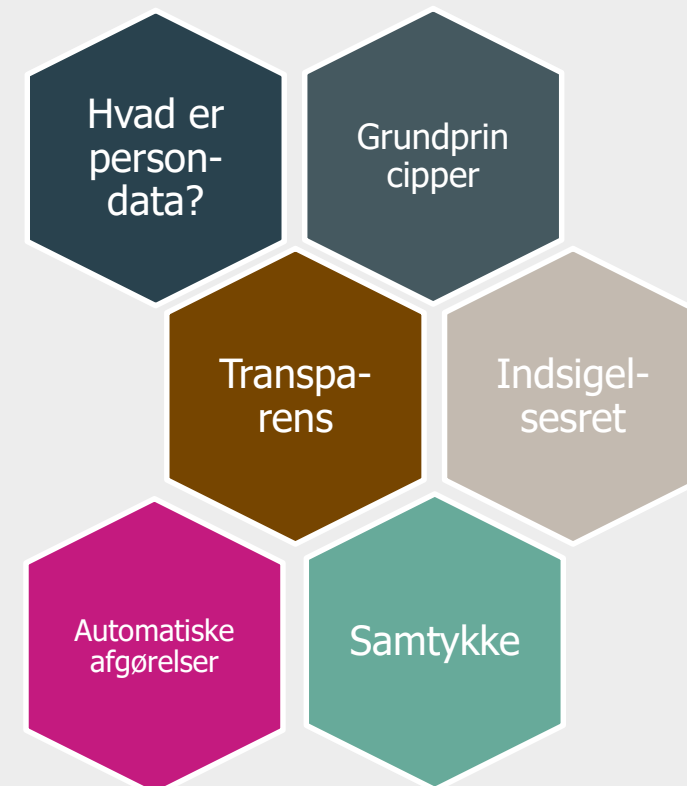 Hvad er
person-
data?
Grundprin
cipper
Transpa-
rens
Indsigel-
sesret
Automatiske
afgørelser
Samtykke